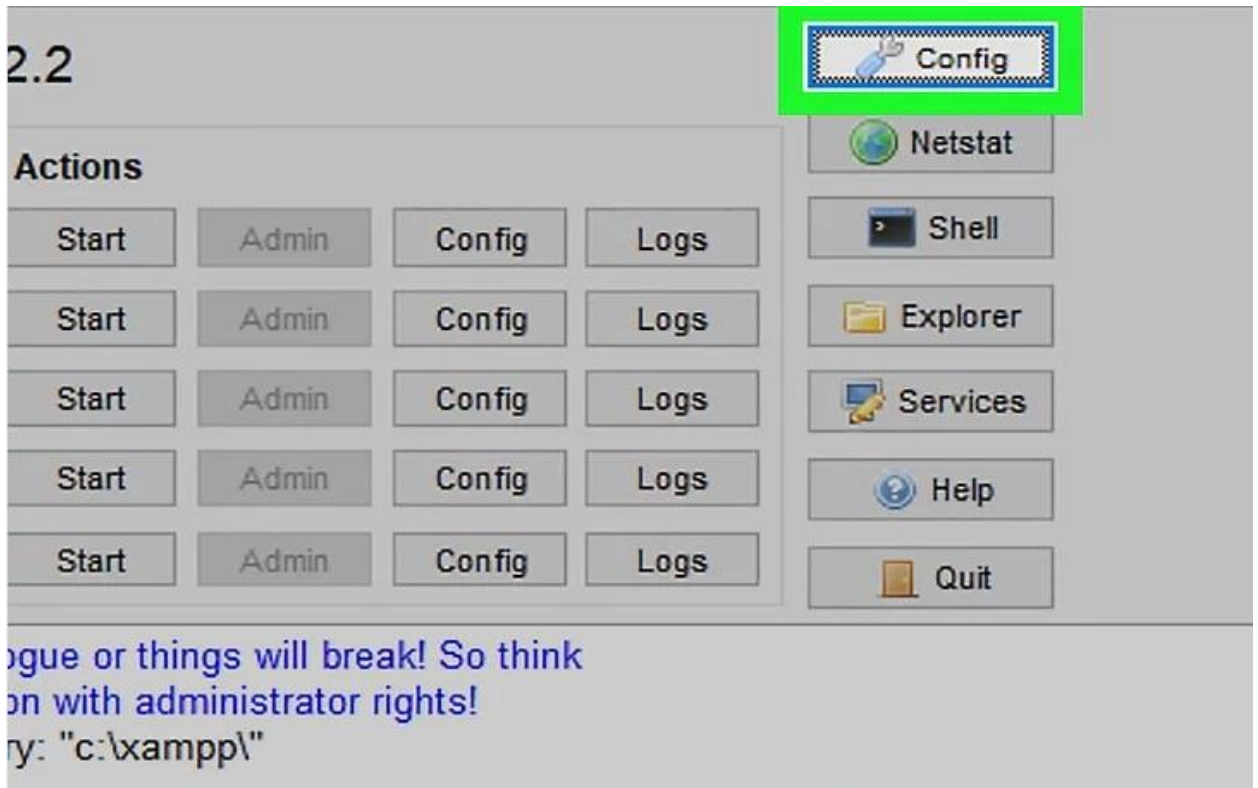 2.2
Config
Netstat
Actions
Start Admin Config Logs
Shell
Start Admin Config Logs
Explorer
Start Admin Config Logs
Services
Start Admin Config Logs
Help
Start Admin Config Logs
Quit
ogue or things will break! So think
on with administrator rights!
ry: "c:\xampp\"